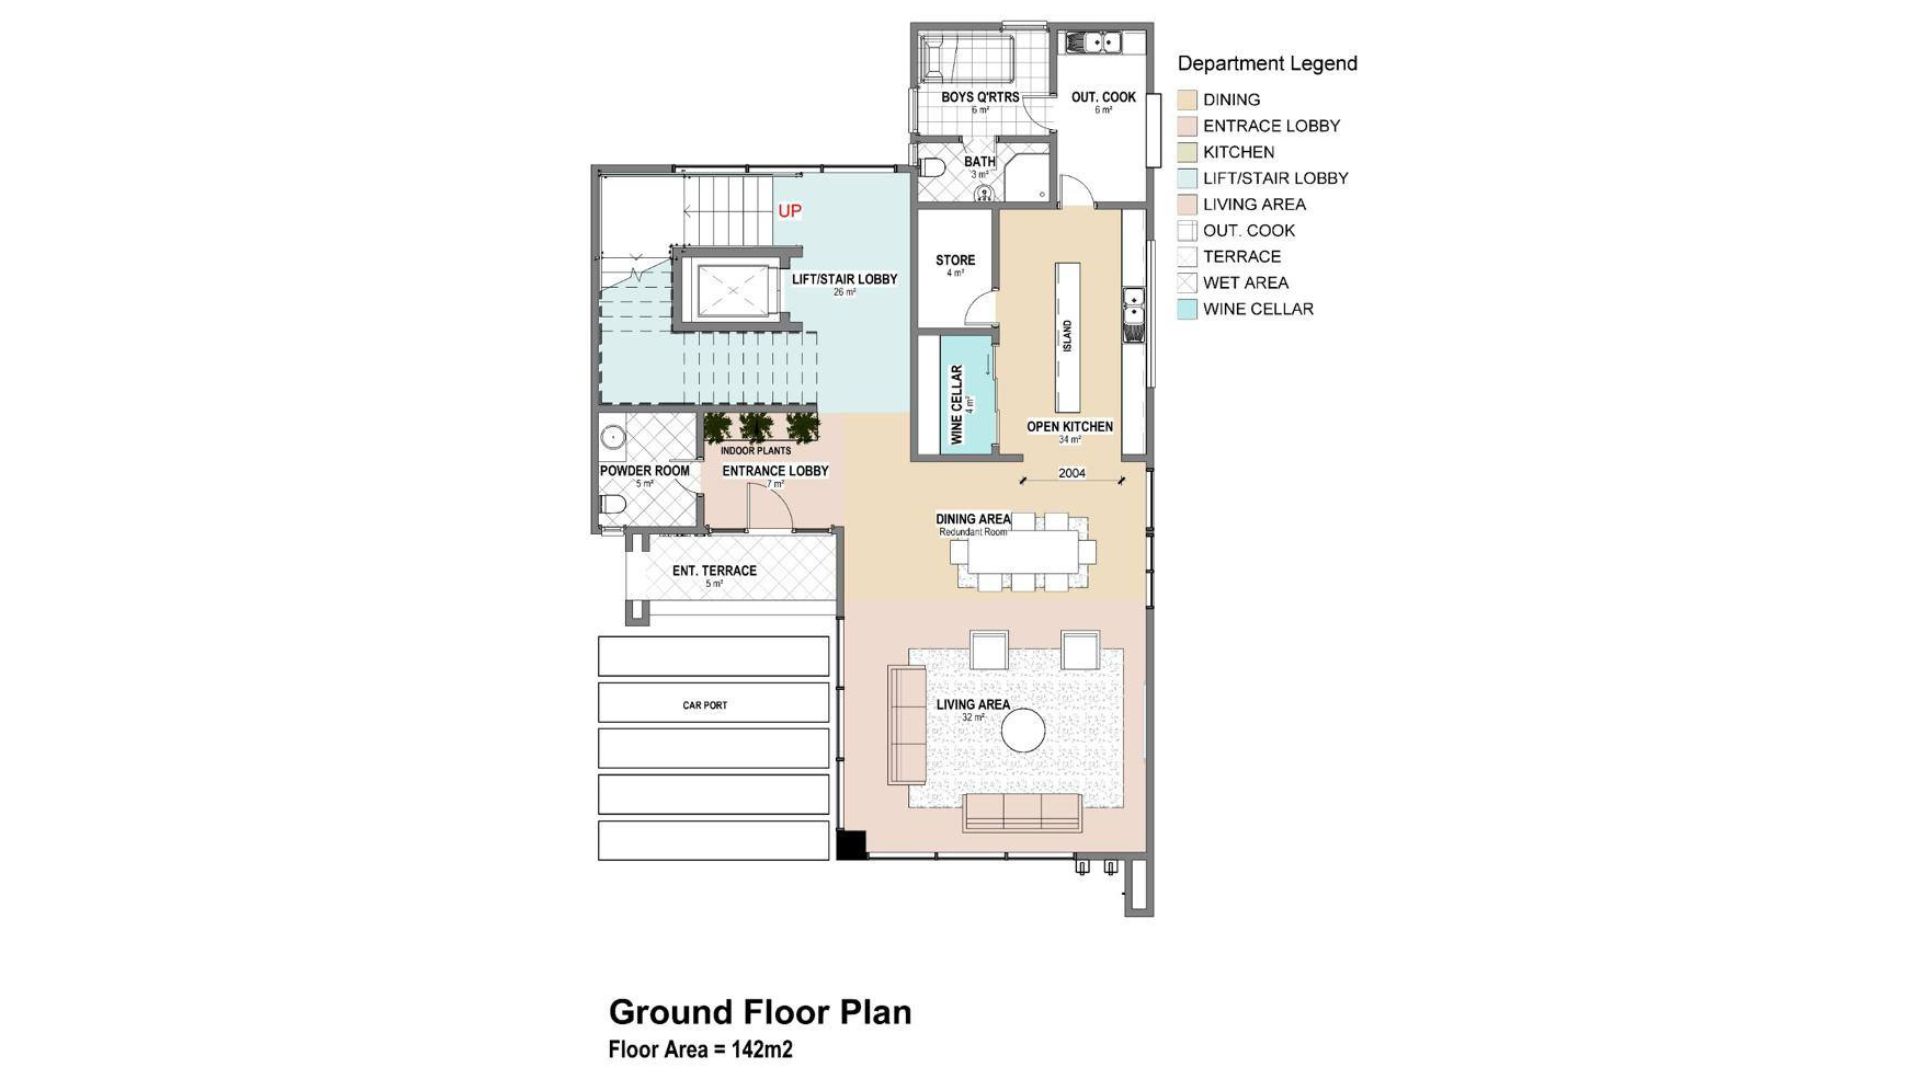 BOYS Q'RTRS
6 m²
OUT. COOK
6 m²
BATH
3 m²
UP
STORE
4 m²
LIFT/STAIR LOBBY
26 m²
ISLAND
WINE CELLAR
4 m²
OPEN KITCHEN
34 m²
INDOOR PLANTS
POWDER ROOM
5 m²
ENTRANCE LOBBY
7 m²
2004
DINING AREA
Redundant Room
ENT. TERRACE
5 m²
CAR PORT
LIVING AREA
32 m²
Department Legend
DINING
ENTRACE LOBBY
KITCHEN
LIFT/STAIR LOBBY
LIVING AREA
OUT. COOK
TERRACE
WET AREA
WINE CELLAR
Ground Floor Plan
Floor Area = 142m2